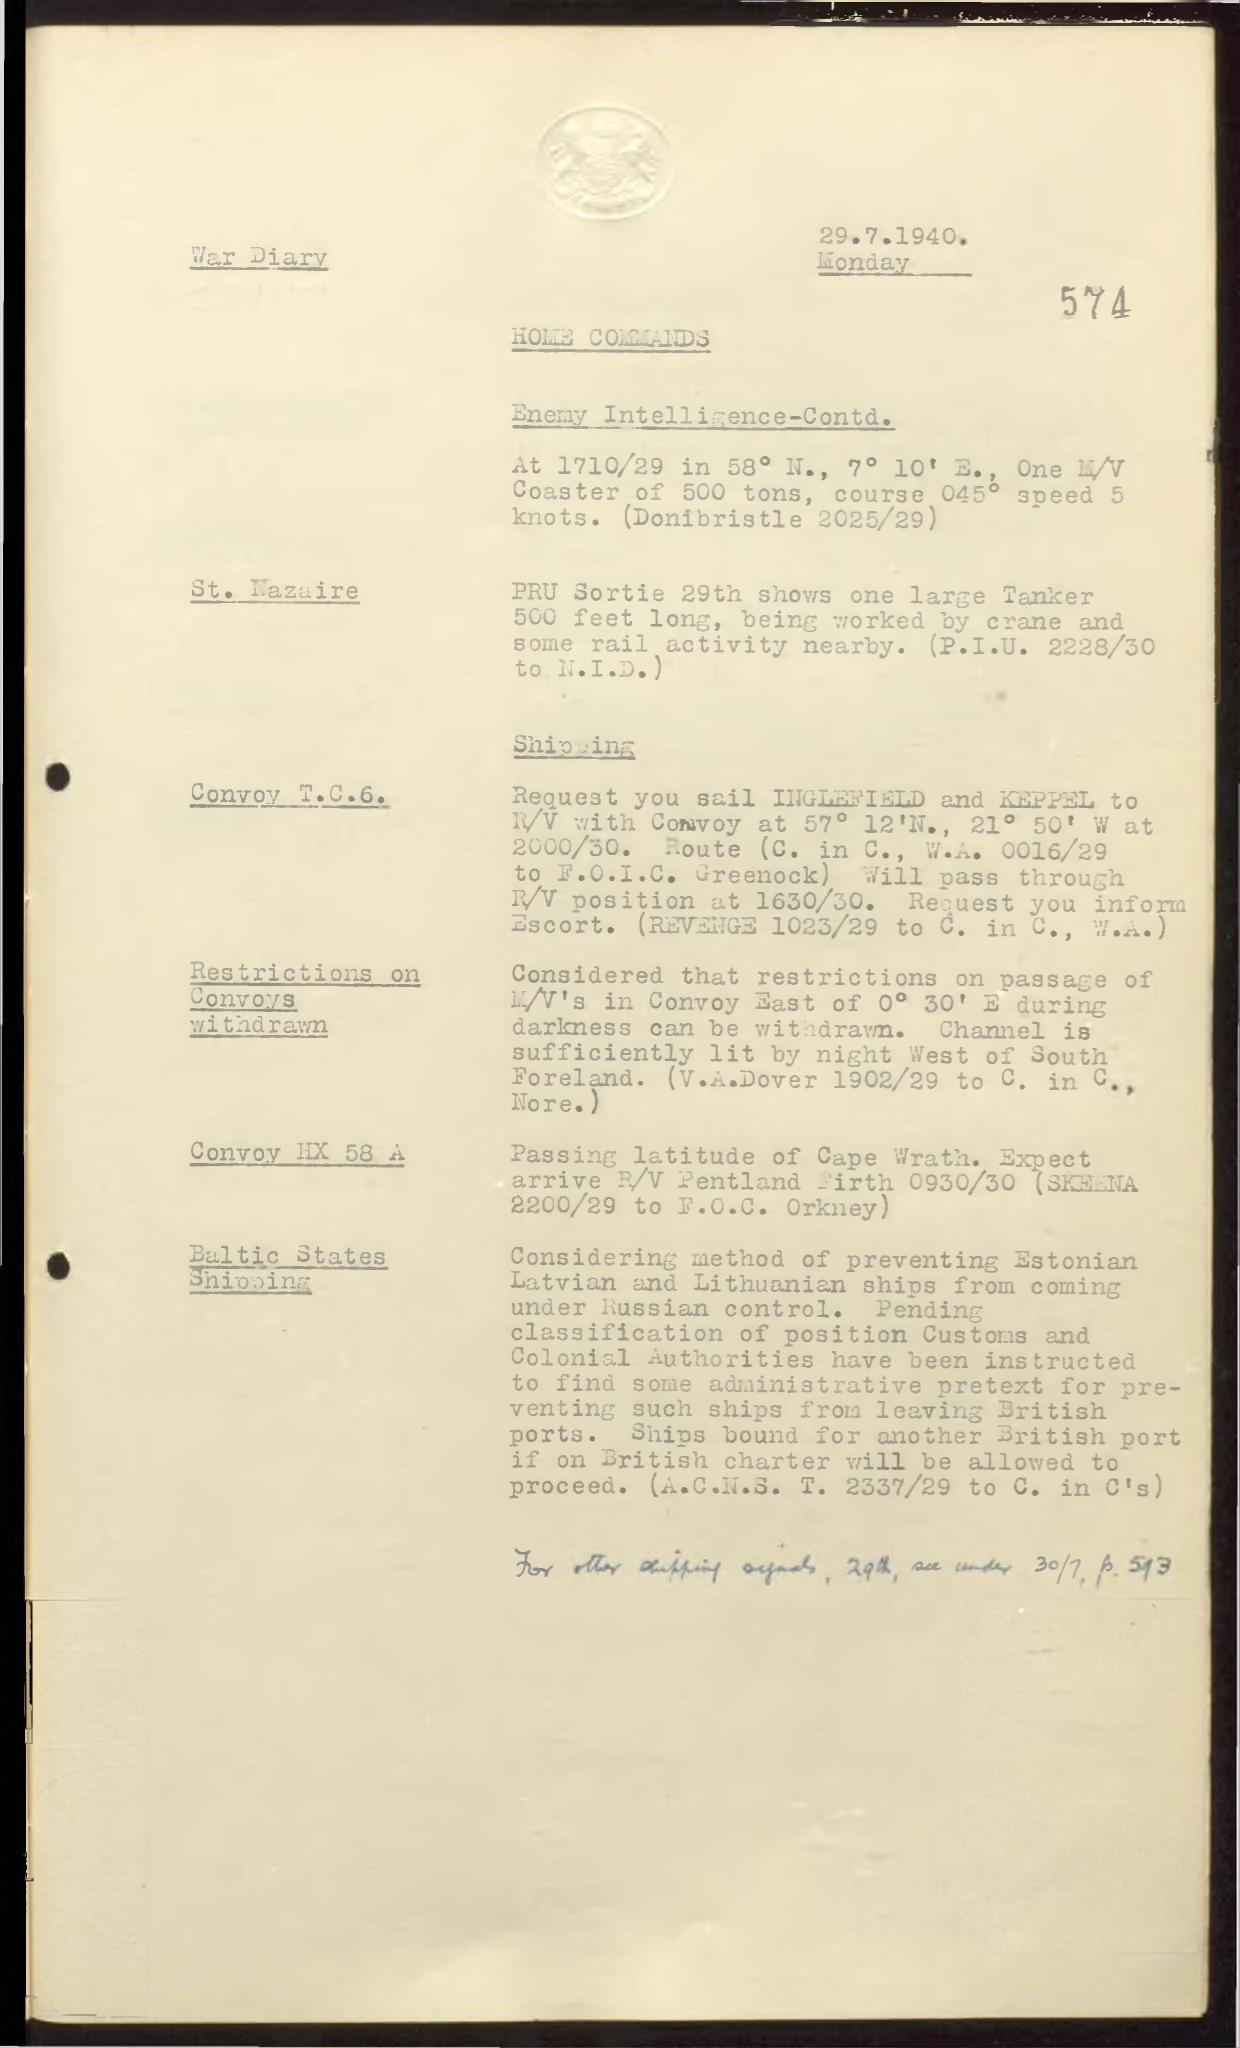 War Diary
29.7.1940.
Monday
574
HOME COMMANDS
Enemy Intelligence-Contd.
At 1710/29 in 58° N., 7° 10' E., One M/V
Coaster of 500 tons, course 045° speed 5
knots. (Donibristle 2025/29)
St. Nazaire
PRU Sortie 29th shows one large Tanker
500 feet long, being worked by crane and
some rail activity nearby. (P.I.U. 2228/30
to N.I.D.)
Shipping
Convoy T.C.6.
Request you sail INGLEFIELD and KEPPEL to
R/V with Convoy at 57° 12'N., 21° 50' W at
2000/30. Route (C. in C., W.A. 0016/29
to F.O.I.C. Greenock) Will pass through
R/V position at 1630/30. Request you inform
Escort. (REVENGE 1023/29 to C. in C., W.A.)
Restrictions on
Convoys
withdrawn
Considered that restrictions on passage of
M/V's in Convoy East of 0° 30' E during
darkness can be withdrawn. Channel is
sufficiently lit by night West of South
Foreland. (V.A.Dover 1902/29 to C. in C.,
Nore.)
Convoy HX 58 A
Passing latitude of Cape Wrath. Expect
arrive R/V Pentland Firth 0930/30 (SKEENA
2200/29 to F.O.C. Orkney)
Baltic States
Shipping
Considering method of preventing Estonian
Latvian and Lithuanian ships from coming
under Russian control. Pending
classification of position Customs and
Colonial Authorities have been instructed
to find some administrative pretext for pre-
venting such ships from leaving British
ports. Ships bound for another British port
if on British charter will be allowed to
proceed. (A.C.N.S. T. 2337/29 to C. in C's)
For other shipping signals, 29th, see under 30/7, p.